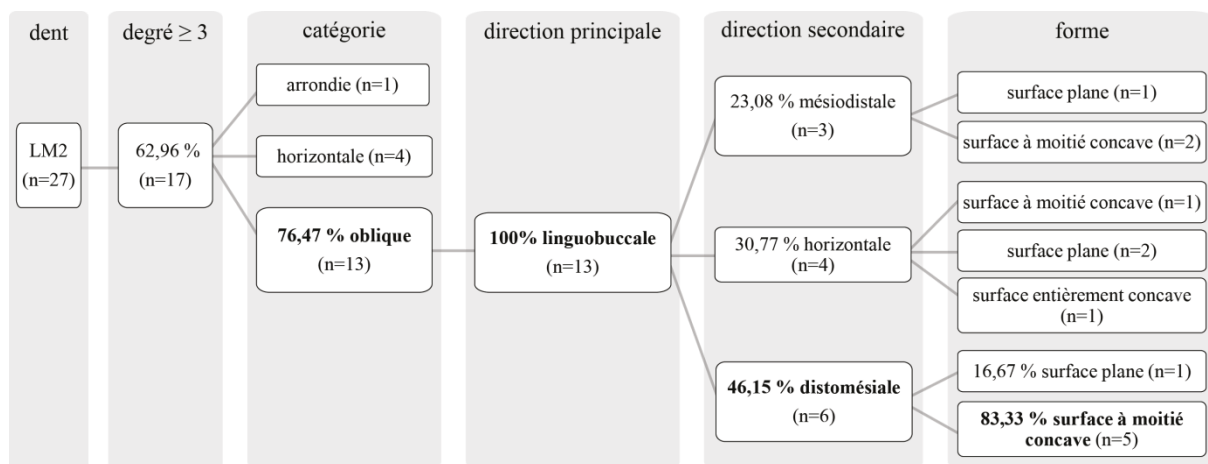 dent
degré ≥ 3
catégorie
direction principale
direction secondaire
forme
LM2
(n=27)
62,96 %
(n=17)
arrondie (n=1)
horizontale (n=4)
76,47 % oblique
(n=13)
100% linguobuccale
(n=13)
23,08 % mésiodistale
(n=3)
30,77 % horizontale
(n=4)
46,15 % distomésiale
(n=6)
surface plane (n=1)
surface à moitié concave (n=2)
surface à moitié concave (n=1)
surface plane (n=2)
surface entièrement concave
(n=1)
16,67 % surface plane (n=1)
83,33 % surface à moitié
concave (n=5)